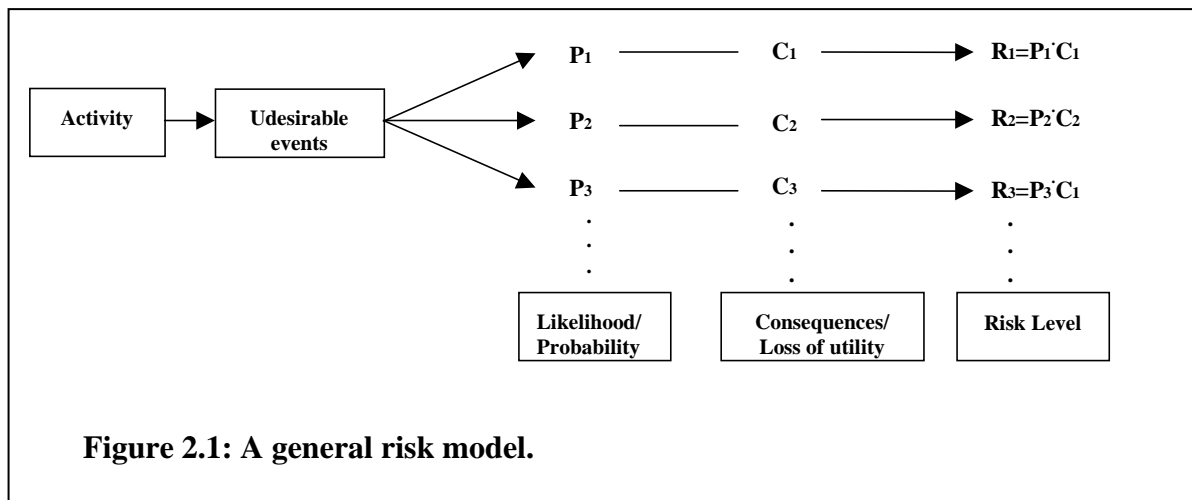 P1 C1 R1=P1·C1
Activity Udesirable events P2 C2 R2=P2·C2
P3 C3 R3=P3·C1
. . .
. . .
. . .
Likelihood/ Consequences/ Risk Level
Probability Loss of utility
Figure 2.1: A general risk model.